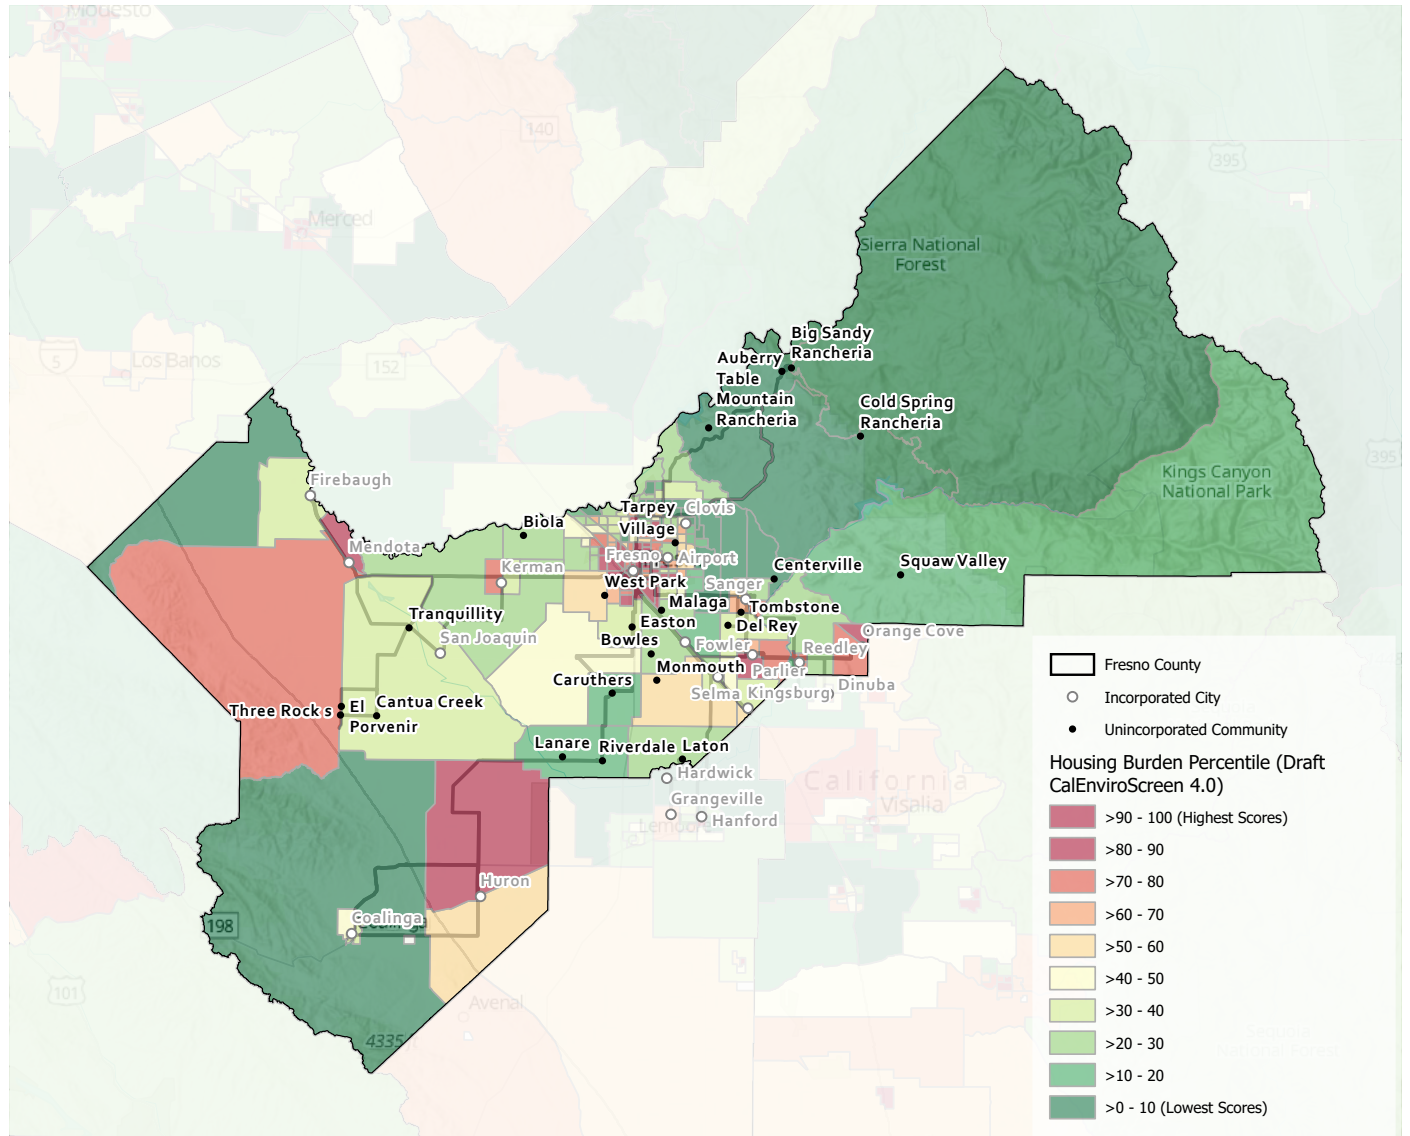 Modesto
140
395
Merced
Sierra National
Forest
5
Los Banos
152
Big Sandy
Rancheria
Auberry
Table
Mountain
Rancheria
Cold Spring
Rancheria
395
Kings Canyon
National Park
Firebaugh
Mendota
Biola
Tarpey
Village
Clovis
Fresno
Airport
Kerman
West Park
Sanger
Centerville
Squaw Valley
Malaga
Tombstone
Tranquillity
San Joaquin
Easton
Del Rey
Bowles
Fowler
Orange Cove
Reedley
Monmouth
Parlier
Caruthers
Selma
Kingsburg
Dinuba
Three Rocks
El
Porvenir
Cantua Creek
Lanare
Riverdale
Laton
Hardwick
Grangeville
Hanford
Lemoore
California
Visalia
Huron
Coalinga
Coalinga
198
101
Avenal
4335
Sequoia
National Forest
Fresno County
Incorporated City
Unincorporated Community
Housing Burden Percentile (Draft
CalEnviroScreen 4.0)
>90 - 100 (Highest Scores)
>80 - 90
>70 - 80
>60 - 70
>50 - 60
>40 - 50
>30 - 40
>20 - 30
>10 - 20
>0 - 10 (Lowest Scores)